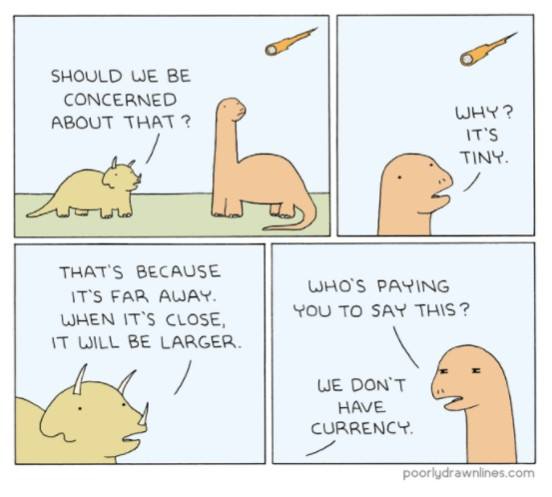 SHOULD WE BE
CONCERNED
ABOUT THAT?
WHY?
IT'S
TINY.
THAT'S BECAUSE
IT'S FAR AWAY.
WHEN IT'S CLOSE,
IT WILL BE LARGER.
WHO'S PAYING
YOU TO SAY THIS?
WE DON'T
HAVE
CURRENCY.
poorlydrawnlines.com